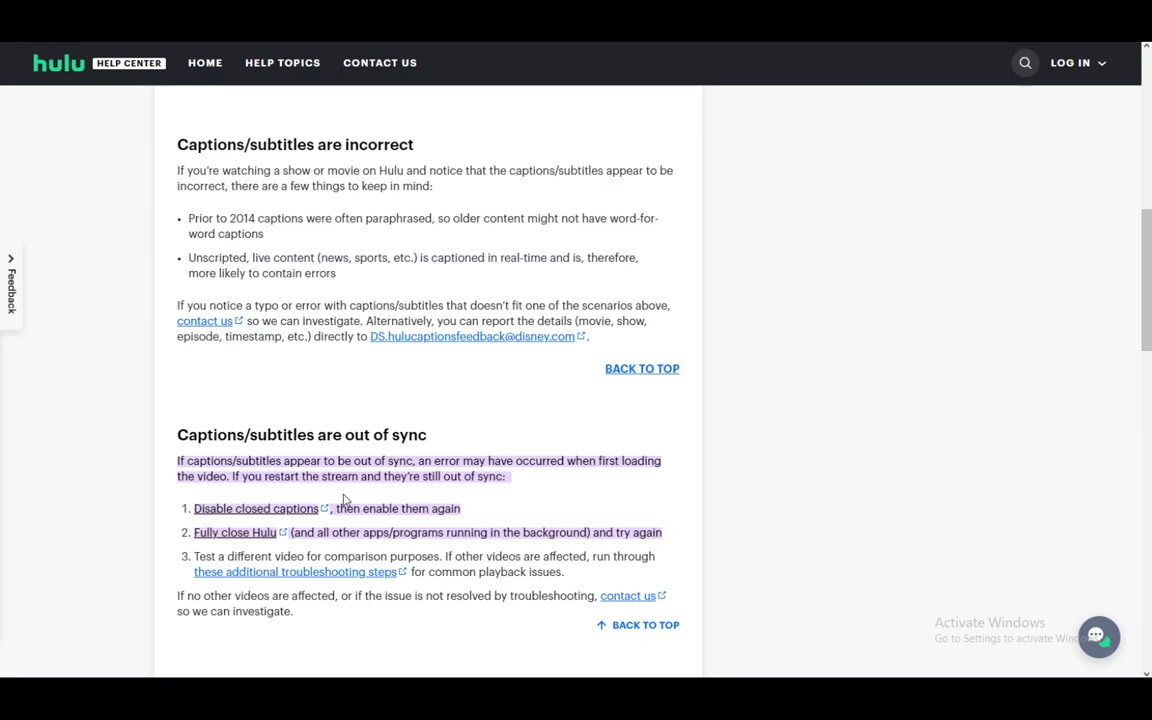 hulu HELP CENTER HOME HELP TOPICS CONTACT US LOG IN
Captions/subtitles are incorrect
If you're watching a show or movie on Hulu and notice that the captions/subtitles appear to be
incorrect, there are a few things to keep in mind:
• Prior to 2014 captions were often paraphrased, so older content might not have word-for-
word captions
• Unscripted, live content (news, sports, etc.) is captioned in real-time and is, therefore,
more likely to contain errors
If you notice a typo or error with captions/subtitles that doesn't fit one of the scenarios above,
contact us so we can investigate. Alternatively, you can report the details (movie, show,
episode, timestamp, etc.) directly to DS.hulucaptionsfeedback@disney.com.
BACK TO TOP
Captions/subtitles are out of sync
If captions/subtitles appear to be out of sync, an error may have occurred when first loading
the video. If you restart the stream and they're still out of sync:
1. Disable closed captions, then enable them again
2. Fully close Hulu (and all other apps/programs running in the background) and try again
3. Test a different video for comparison purposes. If other videos are affected, run through
these additional troubleshooting steps for common playback issues.
If no other videos are affected, or if the issue is not resolved by troubleshooting, contact us
so we can investigate.
BACK TO TOP
Feedback
Activate Windows
Go to Settings to activate Windo